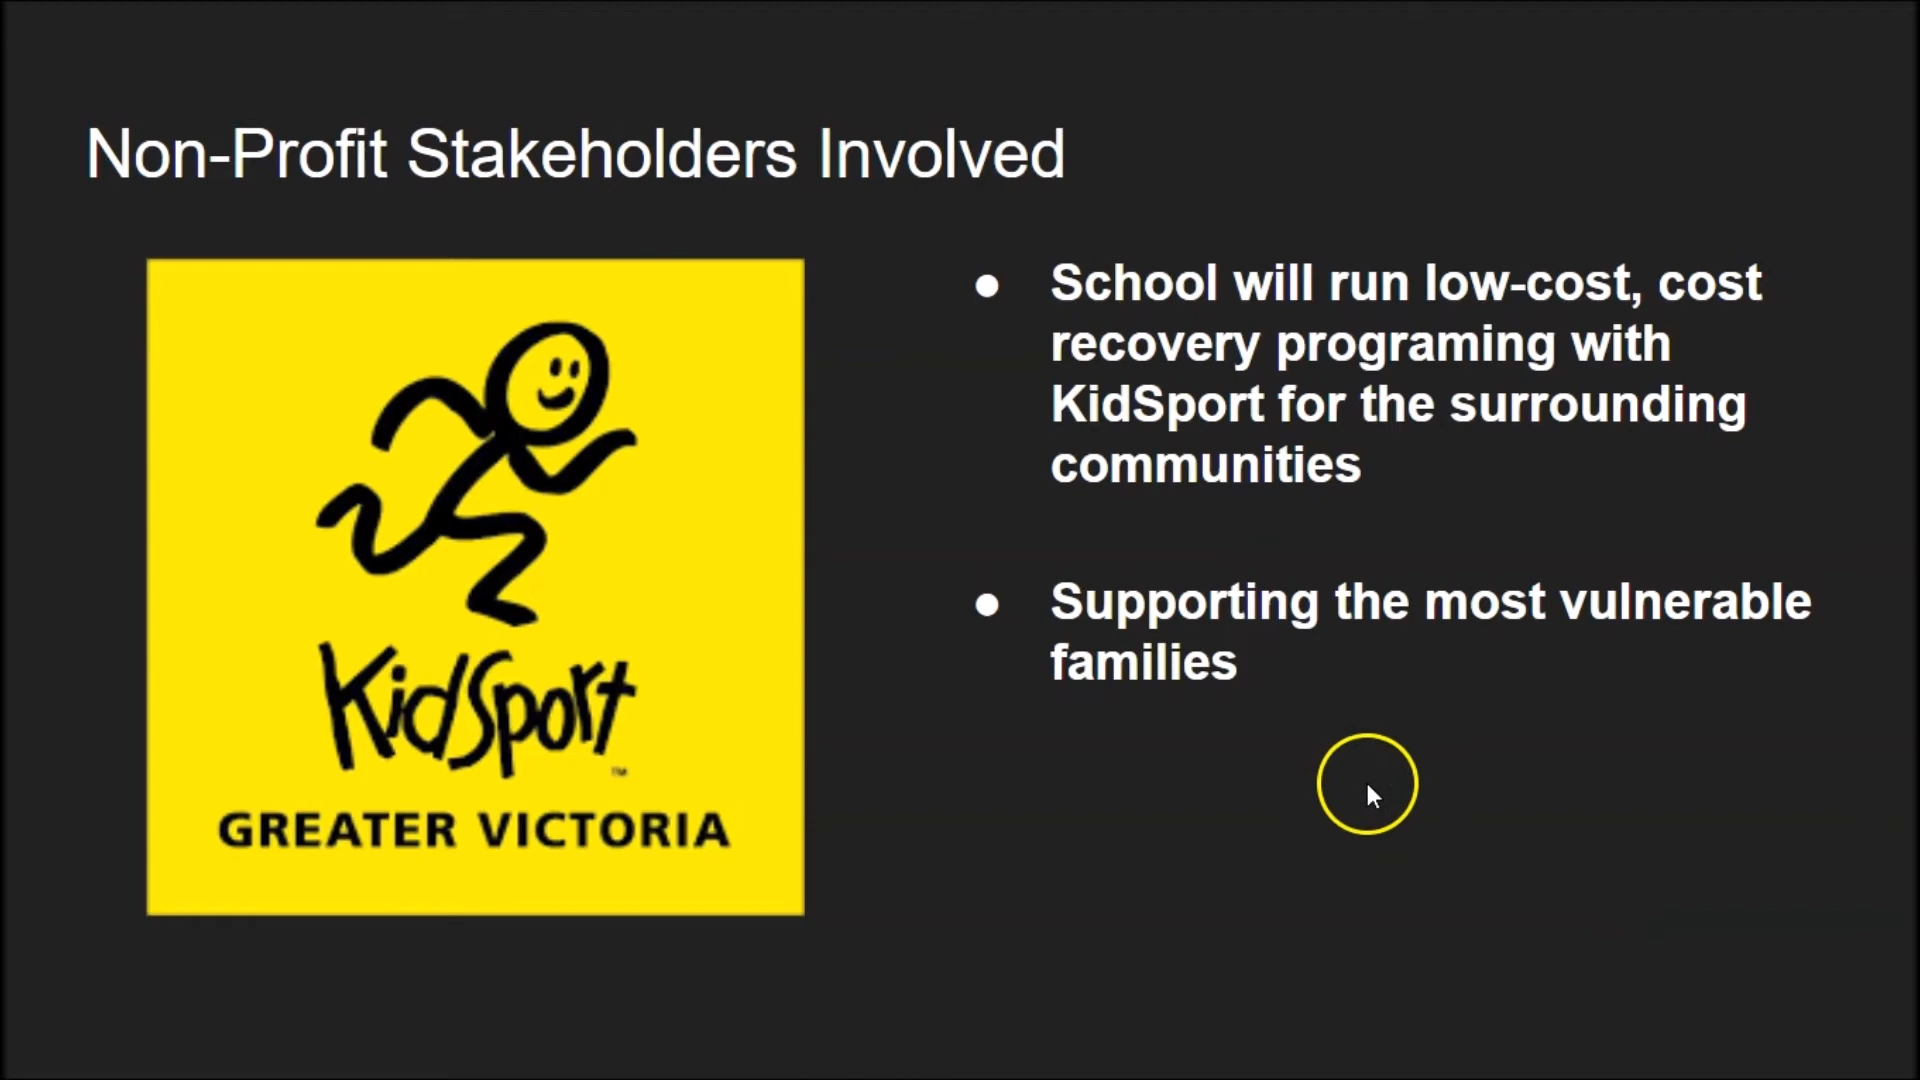 Non-Profit Stakeholders Involved
KidSport
™
GREATER VICTORIA
● School will run low-cost, cost
recovery programing with
KidSport for the surrounding
communities
● Supporting the most vulnerable
families